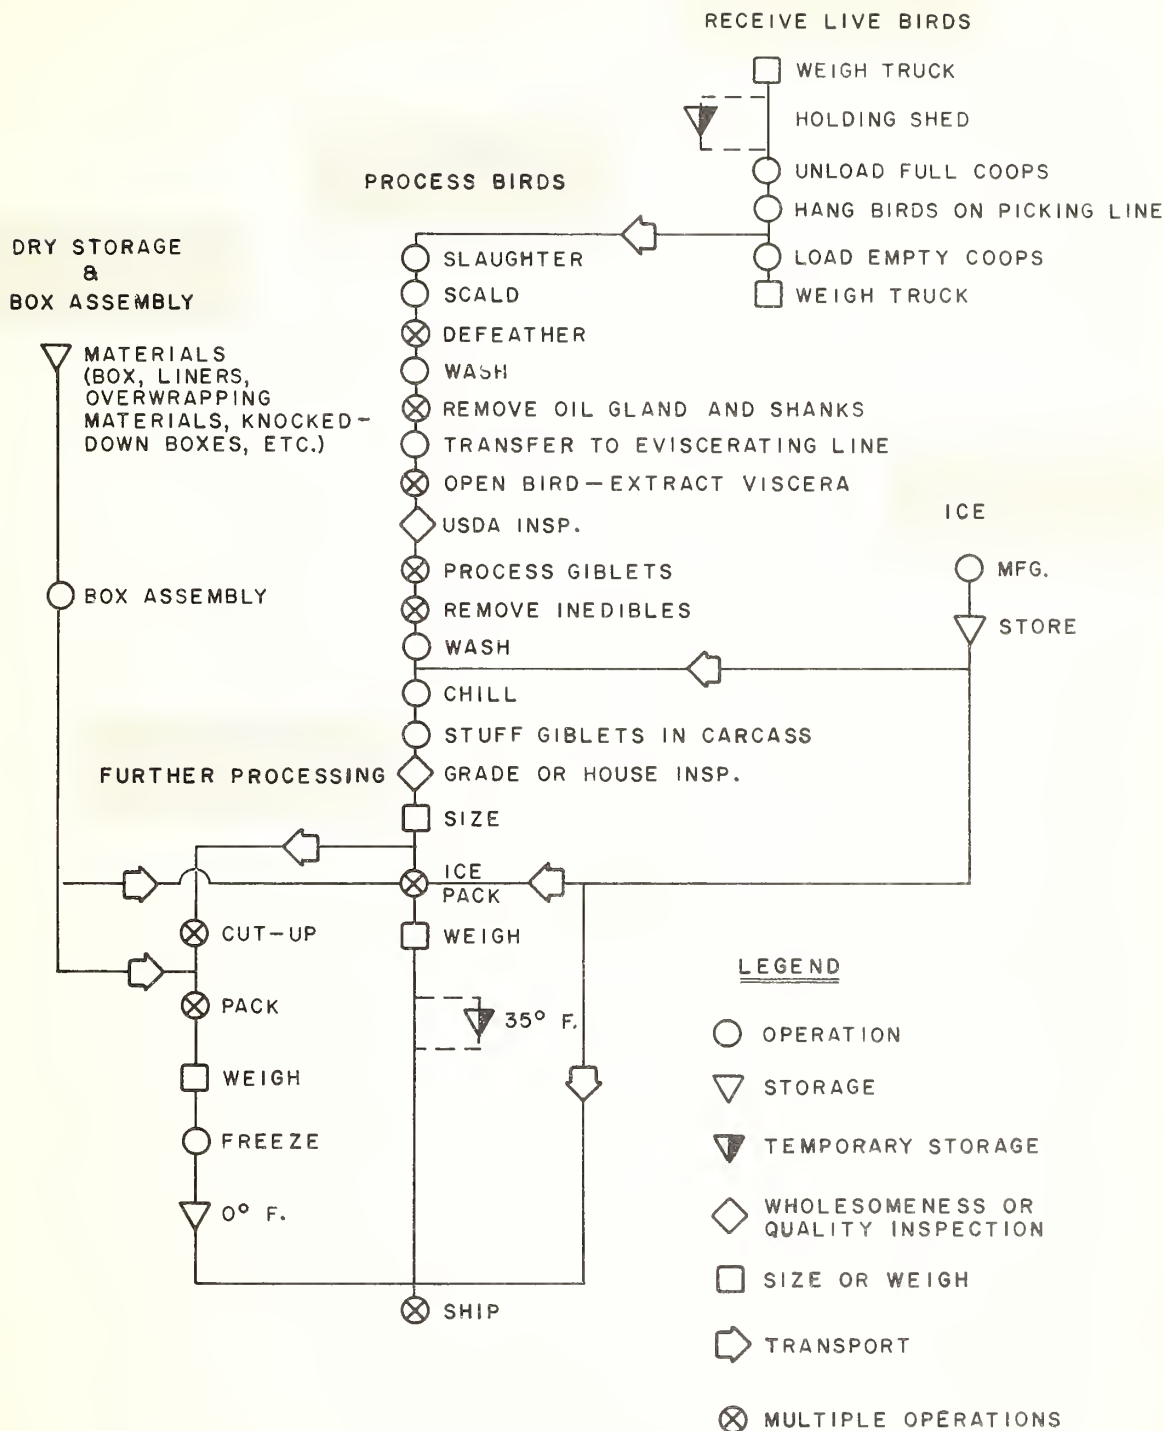 RECEIVE LIVE BIRDS
WEIGH TRUCK
HOLDING SHED
UNLOAD FULL COOPS
HANG BIRDS ON PICKING LINE
LOAD EMPTY COOPS
WEIGH TRUCK
PROCESS BIRDS
SLAUGHTER
SCALD
DEFEATHER
WASH
REMOVE OIL GLAND AND SHANKS
TRANSFER TO EVISCERATING LINE
OPEN BIRD—EXTRACT VISCERA
USDA INSP.
PROCESS GIBLETS
REMOVE INEDIBLES
WASH
CHILL
STUFF GIBLETS IN CARCASS
GRADE OR HOUSE INSP.
SIZE
ICE
PACK
WEIGH
35° F.
SHIP
DRY STORAGE
&
BOX ASSEMBLY
MATERIALS
(BOX, LINERS,
OVERWRAPPING
MATERIALS, KNOCKED-
DOWN BOXES, ETC.)
BOX ASSEMBLY
FURTHER PROCESSING
CUT-UP
PACK
WEIGH
FREEZE
0° F.
ICE
MFG.
STORE
LEGEND
OPERATION
STORAGE
TEMPORARY STORAGE
WHOLESOMENESS OR
QUALITY INSPECTION
SIZE OR WEIGH
TRANSPORT
MULTIPLE OPERATIONS